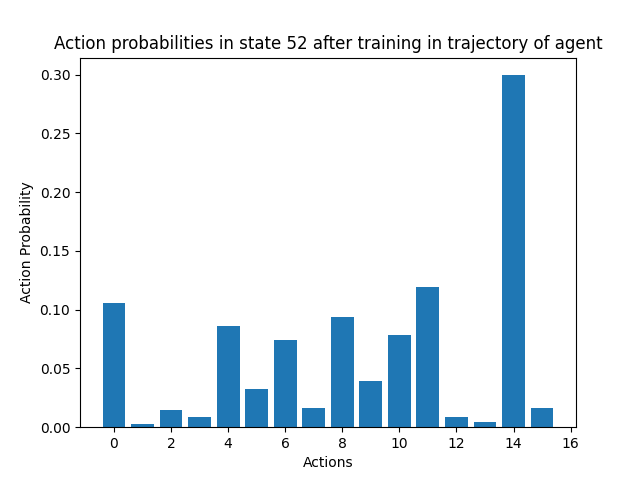 Action probabilities in state 52 after training in trajectory of agent
0.30
0.25
0.20
0.15
0.10
0.05
0.00
Action Probability
0 2 4 6 8 10 12 14 16
Actions